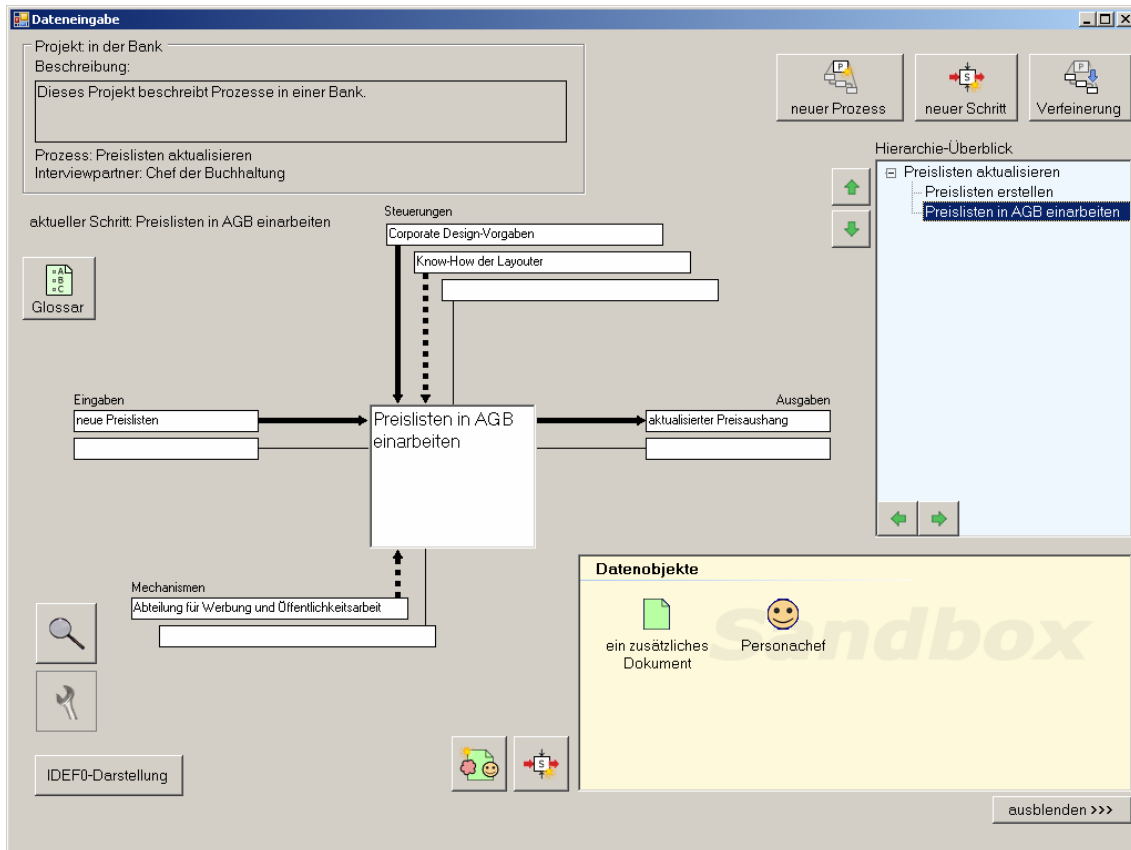 Dateneingabe
Projekt: in der Bank
Beschreibung:
Dieses Projekt beschreibt Prozesse in einer Bank.
Prozess: Preislisten aktualisieren
Interviewpartner: Chef der Buchhaltung
P
neuer Prozess
S
neuer Schritt
P
Verfeinerung
Hierarchie-Überblick
Preislisten aktualisieren
Preislisten erstellen
Preislisten in AGB einarbeiten
aktueller Schritt: Preislisten in AGB einarbeiten
A
B
C
Glossar
Steuerungen
Corporate Design-Vorgaben
Know-How der Layouter
Eingaben
neue Preislisten
Preislisten in AGB
einarbeiten
Ausgaben
aktualisierter Preisaushang
Mechanismen
Abteilung für Werbung und Öffentlichkeitsarbeit
Datenobjekte
Sandbox
ein zusätzliches
Dokument
Personachef
IDEF0-Darstellung
S
ausblenden >>>